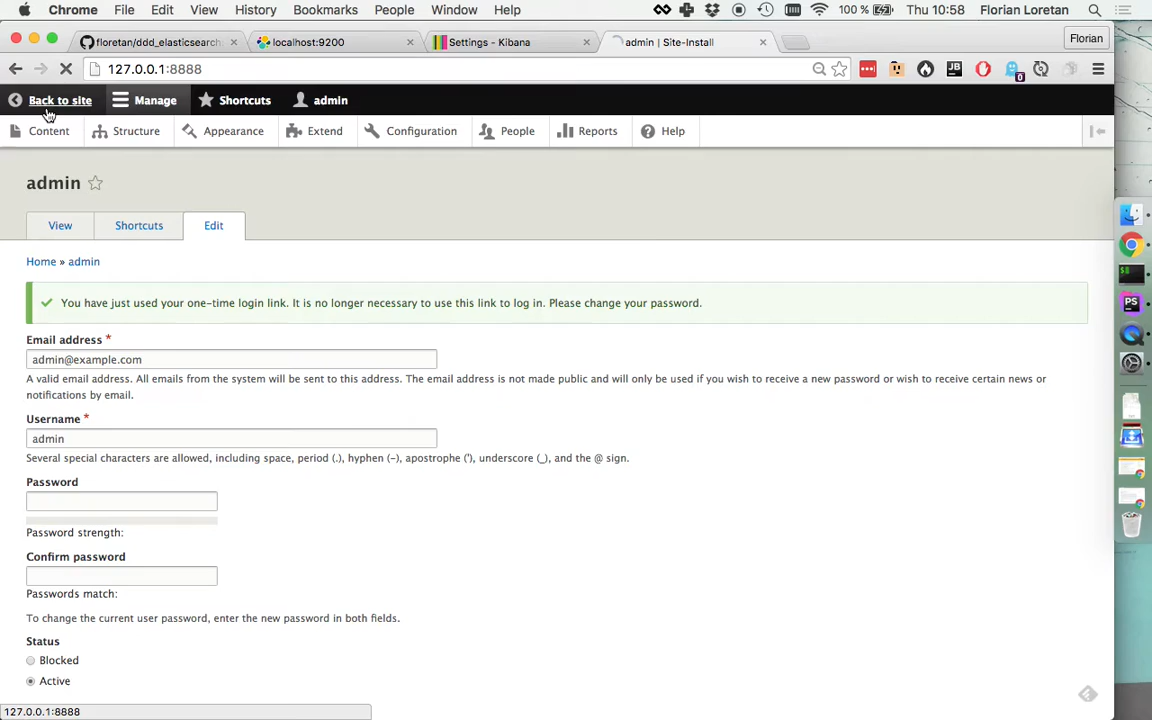 Chrome File Edit View History Bookmarks People Window Help 100 % Thu 10:58 Florian Loretan
floretan/ddd_elasticsearch
localhost:9200
Settings - Kibana
admin | Site-Install
Florian
127.0.0.1:8888
Back to site Manage Shortcuts admin
Content Structure Appearance Extend Configuration People Reports Help
admin
View Shortcuts Edit
Home » admin
You have just used your one-time login link. It is no longer necessary to use this link to log in. Please change your password.
Email address *
admin@example.com
A valid email address. All emails from the system will be sent to this address. The email address is not made public and will only be used if you wish to receive a new password or wish to receive certain news or
notifications by email.
Username *
admin
Several special characters are allowed, including space, period (.), hyphen (-), apostrophe ('), underscore (_), and the @ sign.
Password
Password strength:
Confirm password
Passwords match:
To change the current user password, enter the new password in both fields.
Status
Blocked
Active
127.0.0.1:8888